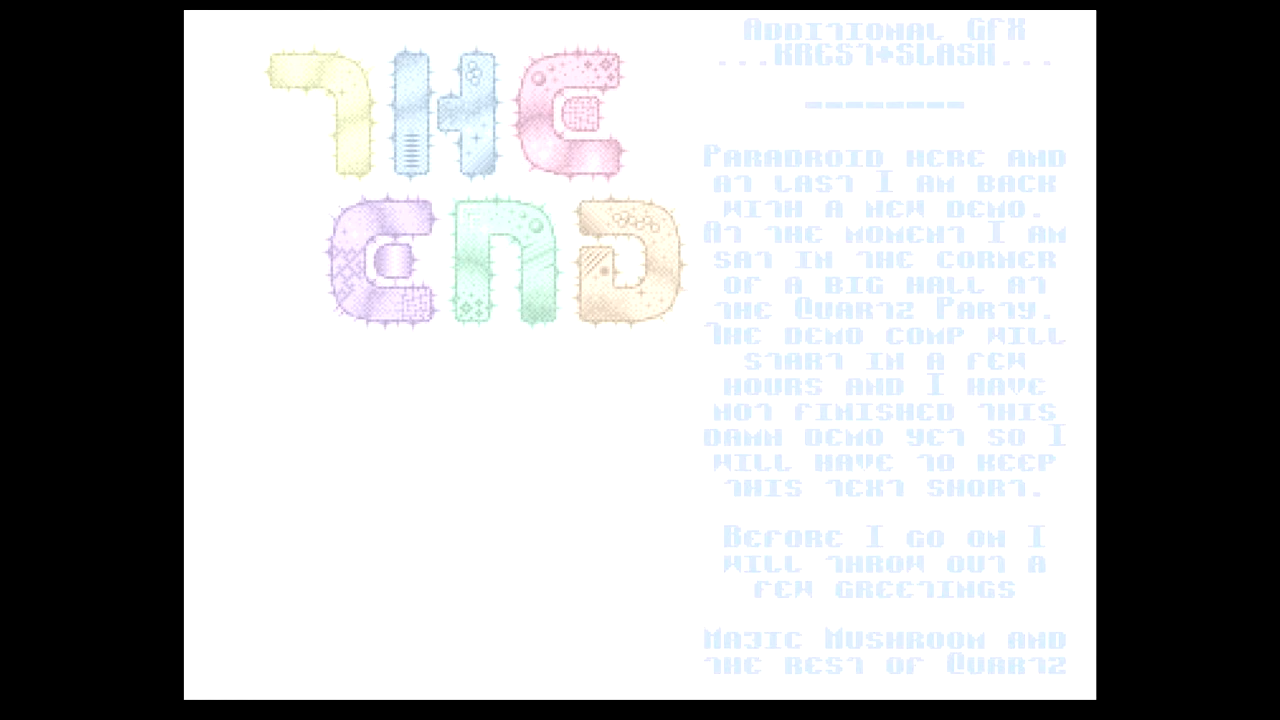 THE
END
Additional Gfx
...KRGST+SLASH...
--------
Paradroid here and
at last I am back
with a new demo.
At the moment I am
sat in the corner
of a big hall at
the Quartz Party.
The demo comp will
start in a few
hours and I have
not finished this
damn demo yet so I
will have to keep
this text short.
Before I go on I
will throw out a
few greetings
Majic Mushroom and
the rest of Quartz